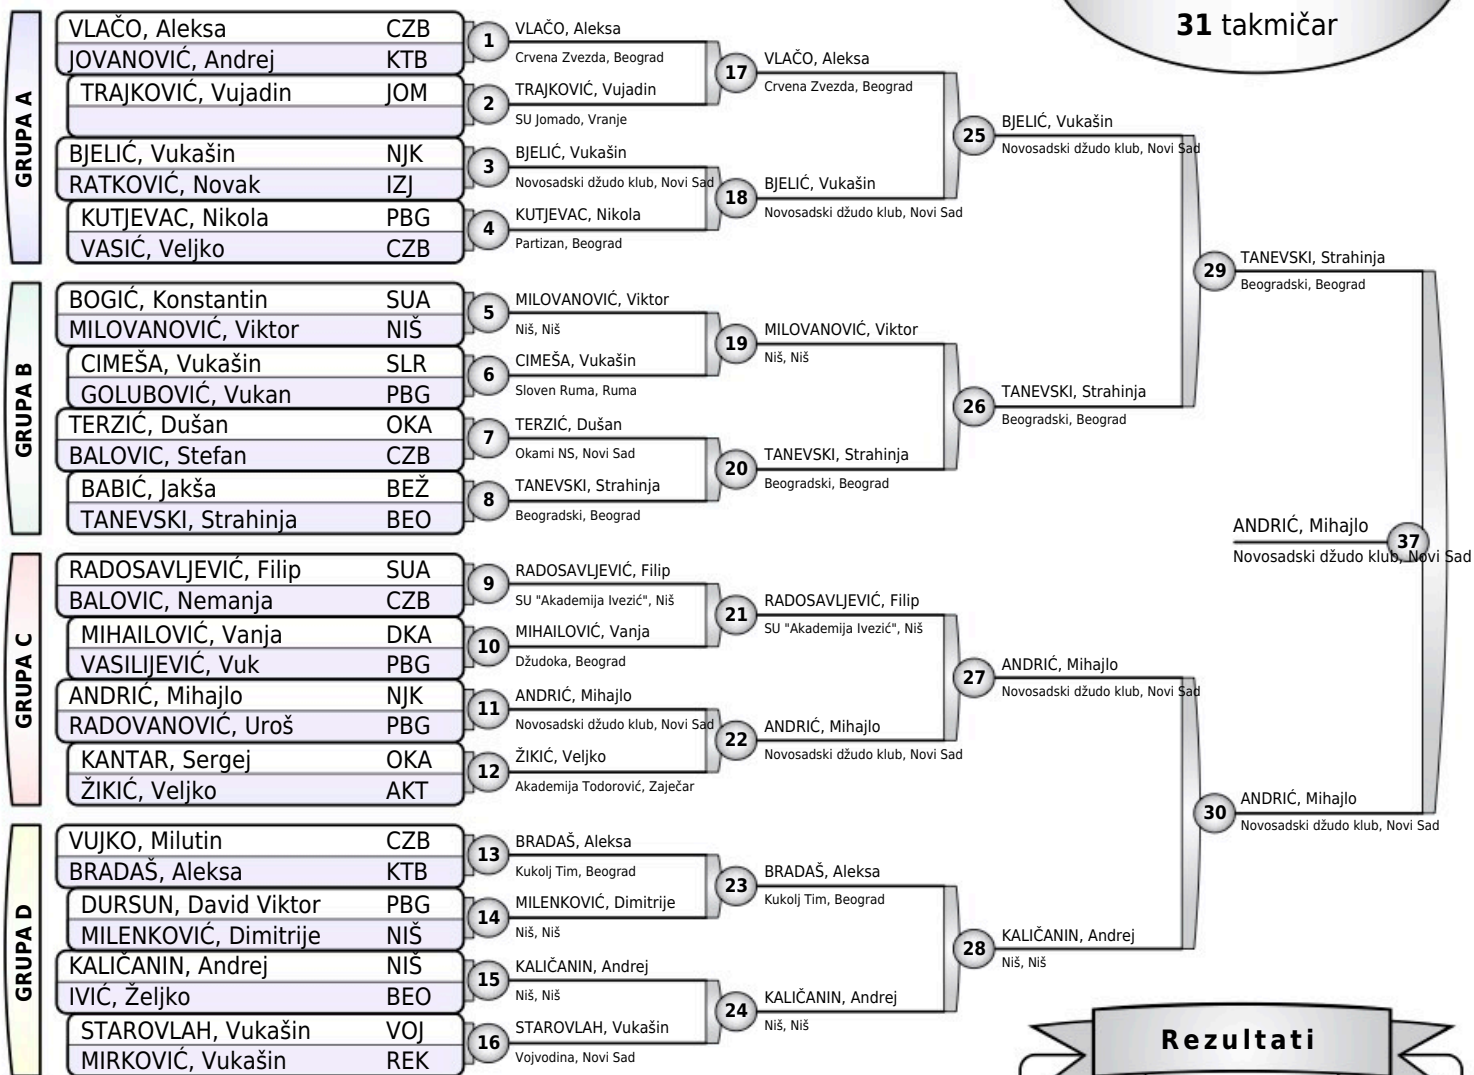 31 takmičar
GRUPA A
VLAČO, Aleksa CZB
JOVANOVIĆ, Andrej KTB
TRAJKOVIĆ, Vujadin JOM
BJELIĆ, Vukašin NJK
RATKOVIĆ, Novak IZJ
KUTJEVAC, Nikola PBG
VASIĆ, Veljko CZB
GRUPA B
BOGIĆ, Konstantin SUA
MILOVANOVIĆ, Viktor NIŠ
CIMEŠA, Vukašin SLR
GOLUBOVIĆ, Vukan PBG
TERZIĆ, Dušan OKA
BALOVIC, Stefan CZB
BABIĆ, Jakša BEŽ
TANEVSKI, Strahinja BEO
GRUPA C
RADOSAVLJEVIĆ, Filip SUA
BALOVIC, Nemanja CZB
MIHAILOVIĆ, Vanja DKA
VASILIJEVIĆ, Vuk PBG
ANDRIĆ, Mihajlo NJK
RADOVANOVIĆ, Uroš PBG
KANTAR, Sergej OKA
ŽIKIĆ, Veljko AKT
GRUPA D
VUJKO, Milutin CZB
BRADAŠ, Aleksa KTB
DURSUN, David Viktor PBG
MILENKOVIĆ, Dimitrije NIŠ
KALIČANIN, Andrej NIŠ
IVIĆ, Željko BEO
STAROVLAH, Vukašin VOJ
MIRKOVIĆ, Vukašin REK
1 VLAČO, Aleksa
Crvena Zvezda, Beograd
2 TRAJKOVIĆ, Vujadin
SU Jomado, Vranje
3 BJELIĆ, Vukašin
Novosadski džudo klub, Novi Sad
4 KUTJEVAC, Nikola
Partizan, Beograd
5 MILOVANOVIĆ, Viktor
Niš, Niš
6 CIMEŠA, Vukašin
Sloven Ruma, Ruma
7 TERZIĆ, Dušan
Okami NS, Novi Sad
8 TANEVSKI, Strahinja
Beogradski, Beograd
9 RADOSAVLJEVIĆ, Filip
SU "Akademija Ivezić", Niš
10 MIHAILOVIĆ, Vanja
Džudoka, Beograd
11 ANDRIĆ, Mihajlo
Novosadski džudo klub, Novi Sad
12 ŽIKIĆ, Veljko
Akademija Todorović, Zaječar
13 BRADAŠ, Aleksa
Kukolj Tim, Beograd
14 MILENKOVIĆ, Dimitrije
Niš, Niš
15 KALIČANIN, Andrej
Niš, Niš
16 STAROVLAH, Vukašin
Vojvodina, Novi Sad
17 VLAČO, Aleksa
Crvena Zvezda, Beograd
18 BJELIĆ, Vukašin
Novosadski džudo klub, Novi Sad
19 MILOVANOVIĆ, Viktor
Niš, Niš
20 TANEVSKI, Strahinja
Beogradski, Beograd
21 RADOSAVLJEVIĆ, Filip
SU "Akademija Ivezić", Niš
22 ANDRIĆ, Mihajlo
Novosadski džudo klub, Novi Sad
23 BRADAŠ, Aleksa
Kukolj Tim, Beograd
24 KALIČANIN, Andrej
Niš, Niš
25 BJELIĆ, Vukašin
Novosadski džudo klub, Novi Sad
26 TANEVSKI, Strahinja
Beogradski, Beograd
27 ANDRIĆ, Mihajlo
Novosadski džudo klub, Novi Sad
28 KALIČANIN, Andrej
Niš, Niš
29 TANEVSKI, Strahinja
Beogradski, Beograd
30 ANDRIĆ, Mihajlo
Novosadski džudo klub, Novi Sad
ANDRIĆ, Mihajlo 37
Novosadski džudo klub, Novi Sad
Rezultati